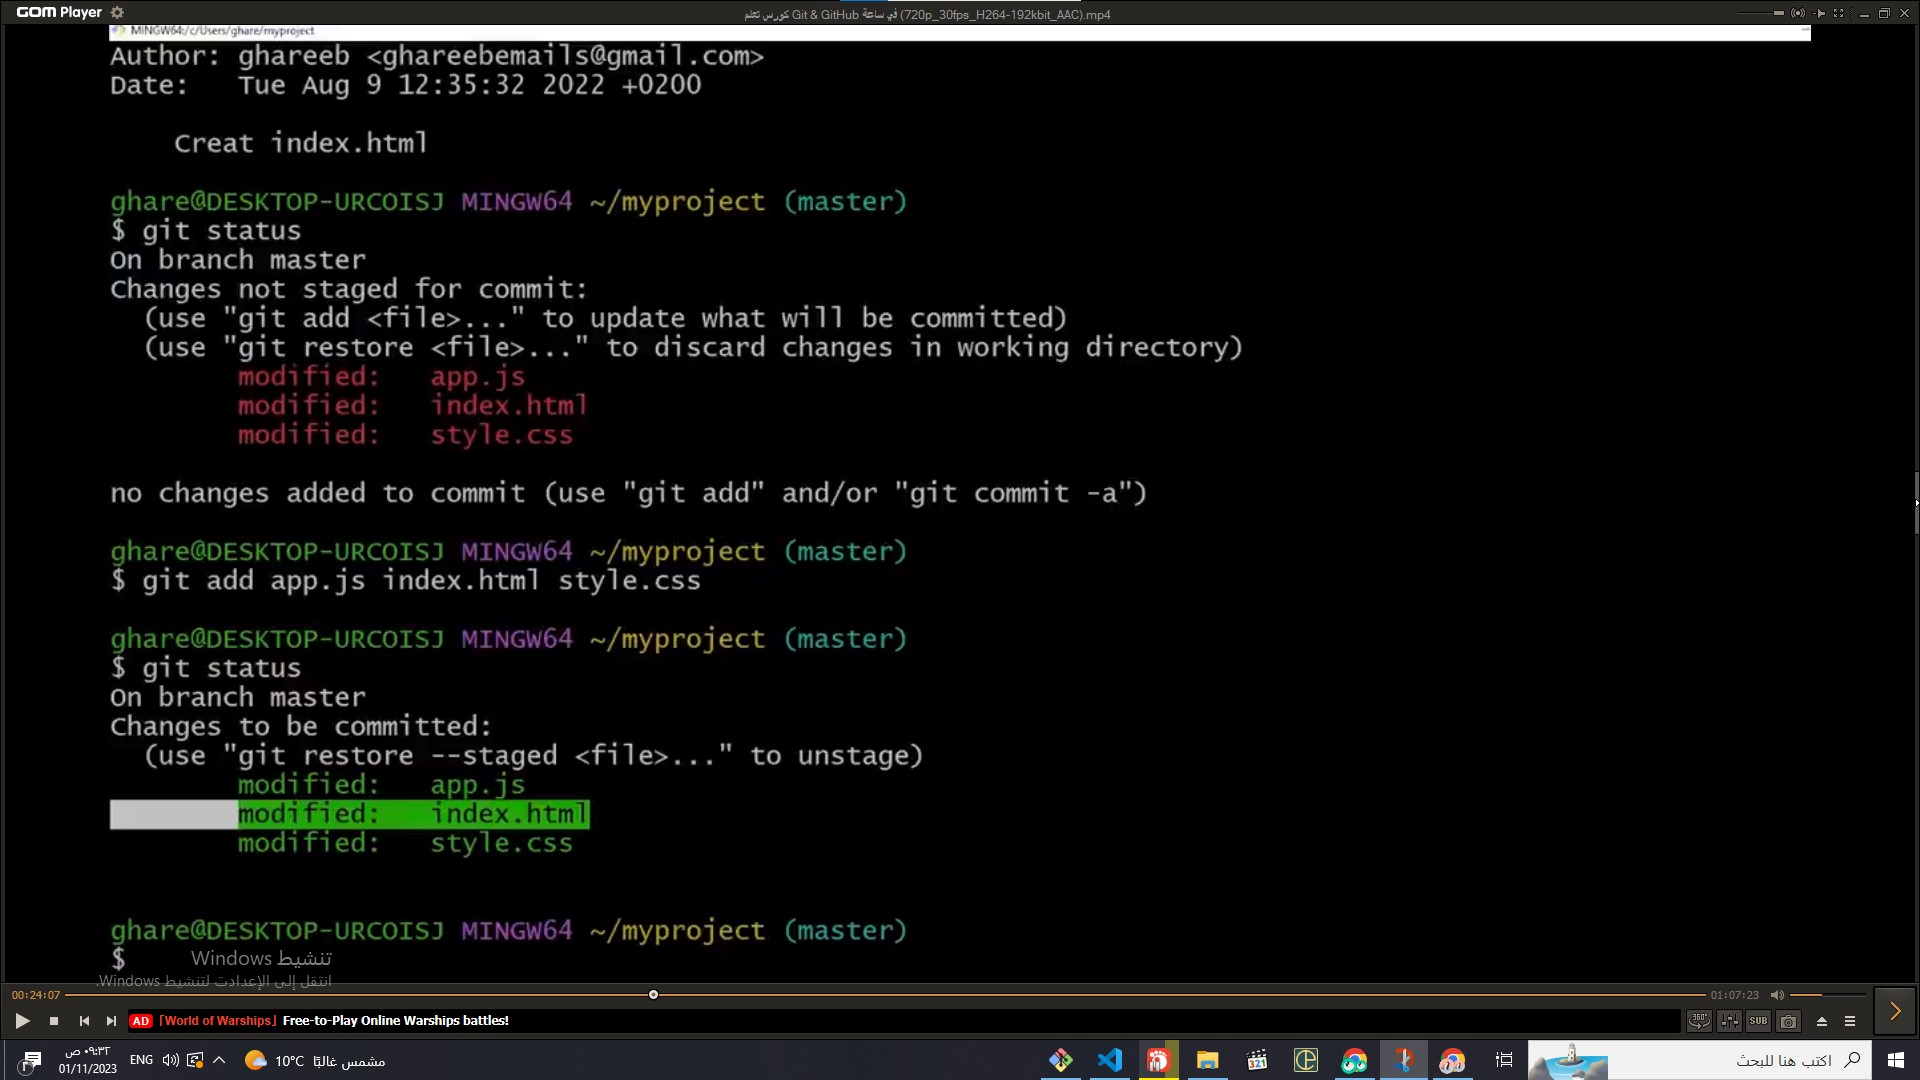 GOM Player
كورس تتعلم Git & GitHub في ساعة (720p_30fps_H264-192kbit_AAC).mp4
MINGW64:/c/Users/ghare/myproject
Author: ghareeb <ghareebemails@gmail.com>
Date:   Tue Aug 9 12:35:32 2022 +0200
Creat index.html
ghare@DESKTOP-URCOISJ MINGW64 ~/myproject (master)
$ git status
On branch master
Changes not staged for commit:
(use "git add <file>..." to update what will be committed)
(use "git restore <file>..." to discard changes in working directory)
modified:   app.js
modified:   index.html
modified:   style.css
no changes added to commit (use "git add" and/or "git commit -a")
ghare@DESKTOP-URCOISJ MINGW64 ~/myproject (master)
$ git add app.js index.html style.css
ghare@DESKTOP-URCOISJ MINGW64 ~/myproject (master)
$ git status
On branch master
Changes to be committed:
(use "git restore --staged <file>..." to unstage)
modified:   app.js
modified:   index.html
modified:   style.css
ghare@DESKTOP-URCOISJ MINGW64 ~/myproject (master)
$
تنشيط Windows
انتقل إلى الإعدادات لتنشيط Windows.
00:24:07
01:07:23
AD [World of Warships] Free-to-Play Online Warships battles!
360°
SUB
٠٩:٣٢ ص
01/11/2023
ENG
10°C مشمس غالبًا
321
اكتب هنا للبحث